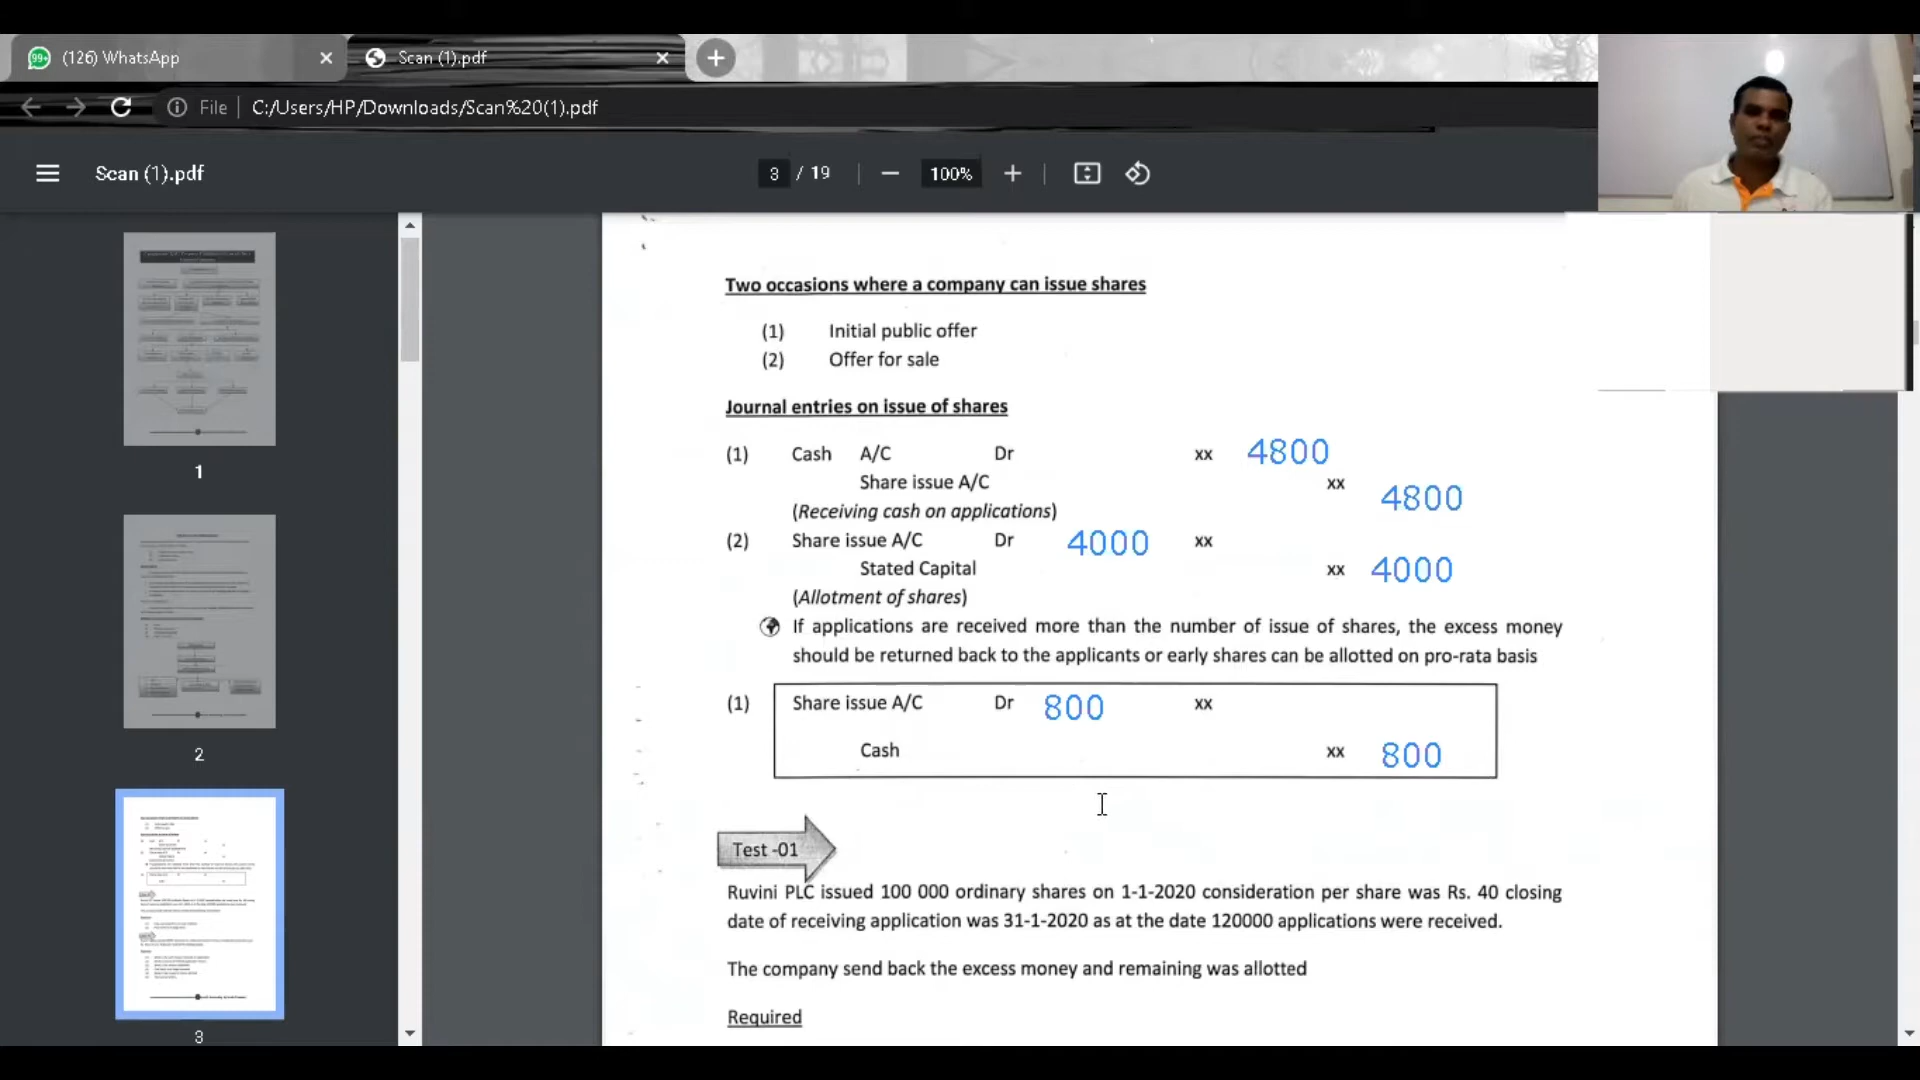 (126) WhatsApp
Scan (1).pdf
File
C:/Users/HP/Downloads/Scan%20(1).pdf
Scan (1).pdf
3 / 19
100%
1
2
3
Two occasions where a company can issue shares
(1) Initial public offer
(2) Offer for sale
Journal entries on issue of shares
(1) Cash A/C Dr xx 4800
Share issue A/C xx 4800
(Receiving cash on applications)
(2) Share issue A/C Dr 4000 xx
Stated Capital xx 4000
(Allotment of shares)
If applications are received more than the number of issue of shares, the excess money
should be returned back to the applicants or early shares can be allotted on pro-rata basis
(1) Share issue A/C Dr 800 xx
Cash xx 800
Test -01
Ruvini PLC issued 100 000 ordinary shares on 1-1-2020 consideration per share was Rs. 40 closing
date of receiving application was 31-1-2020 as at the date 120000 applications were received.
The company send back the excess money and remaining was allotted
Required